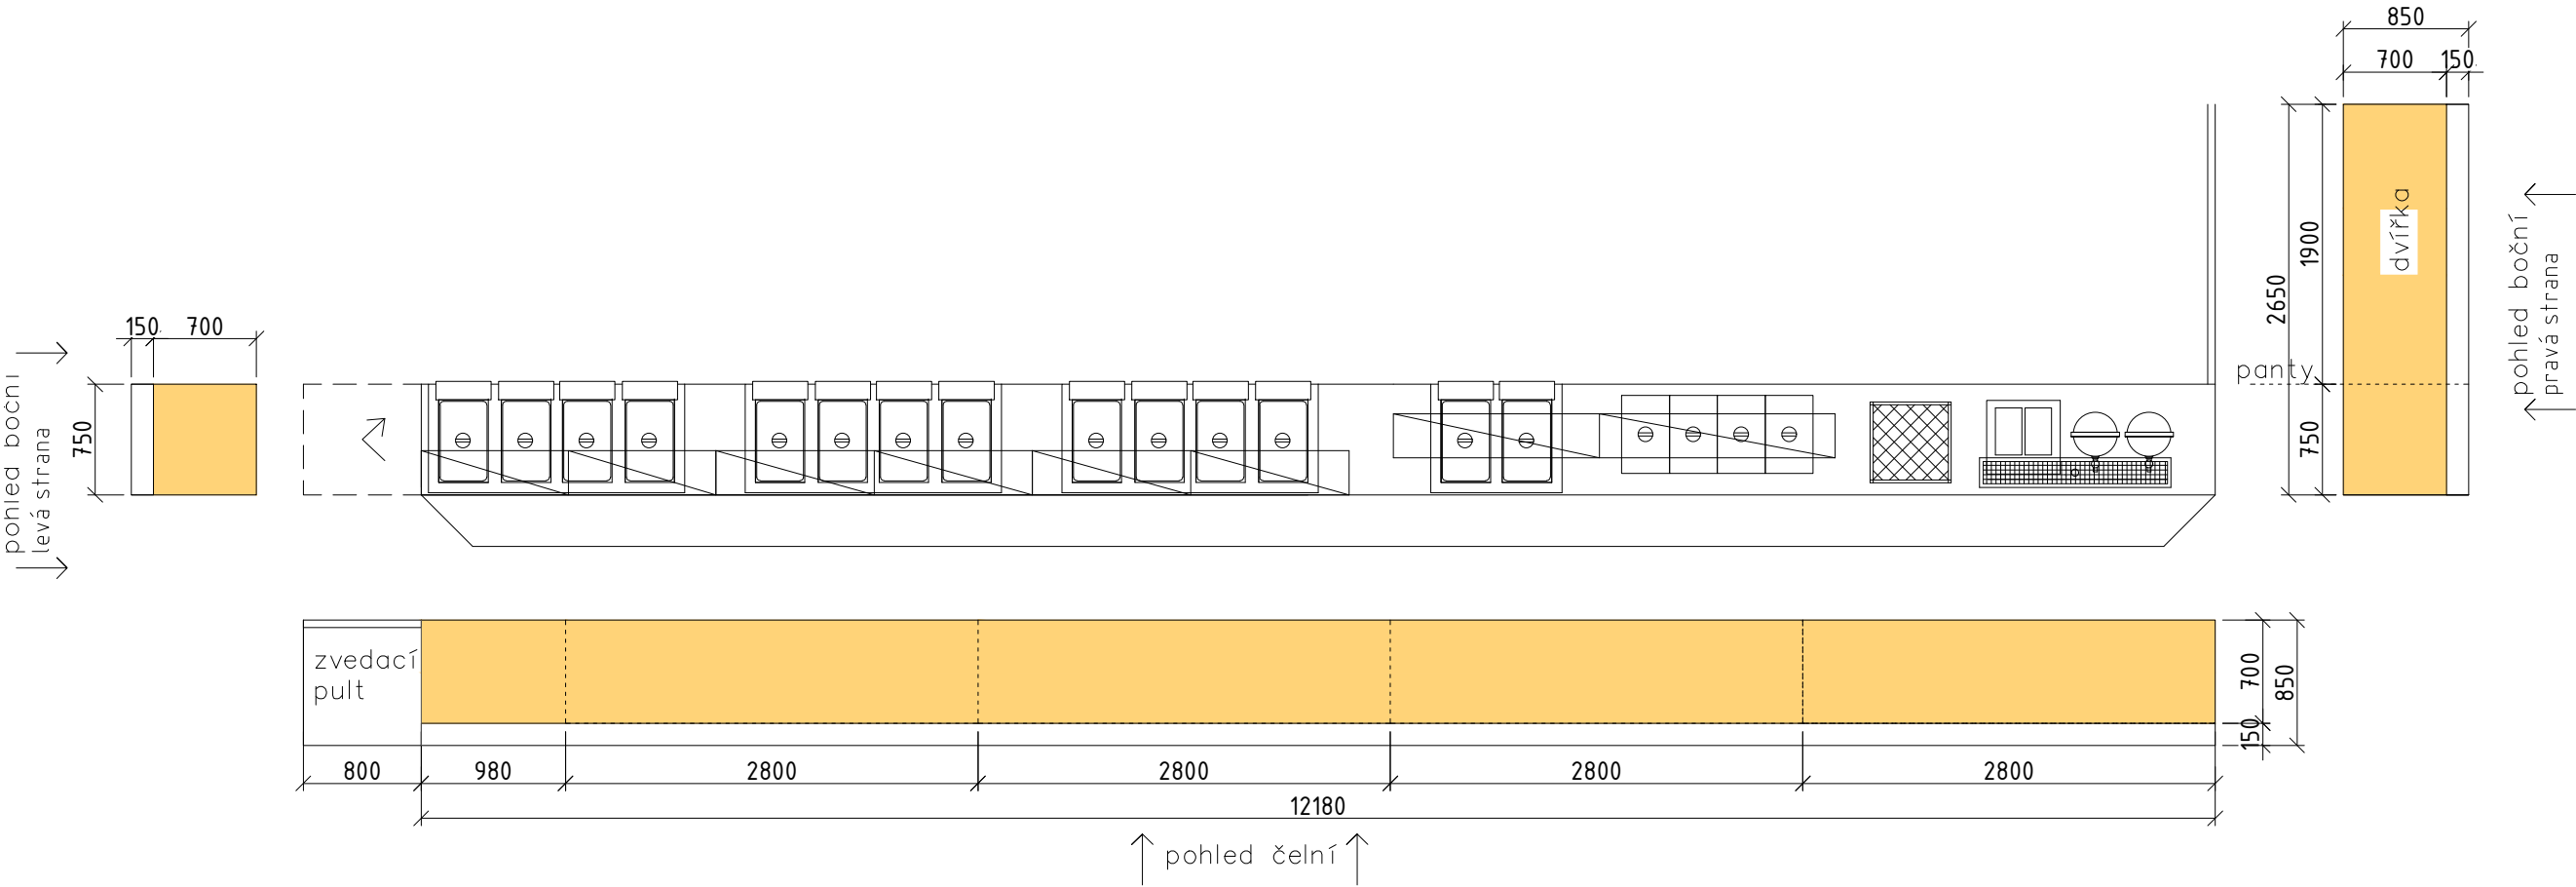 850
700 150
dvířka
1900
2650
750
panty
pohled boční
pravá strana
150 700
750
pohled boční
levá strana
zvedací
pult
700
850
150
800 980 2800 2800 2800 2800
12180
pohled čelní